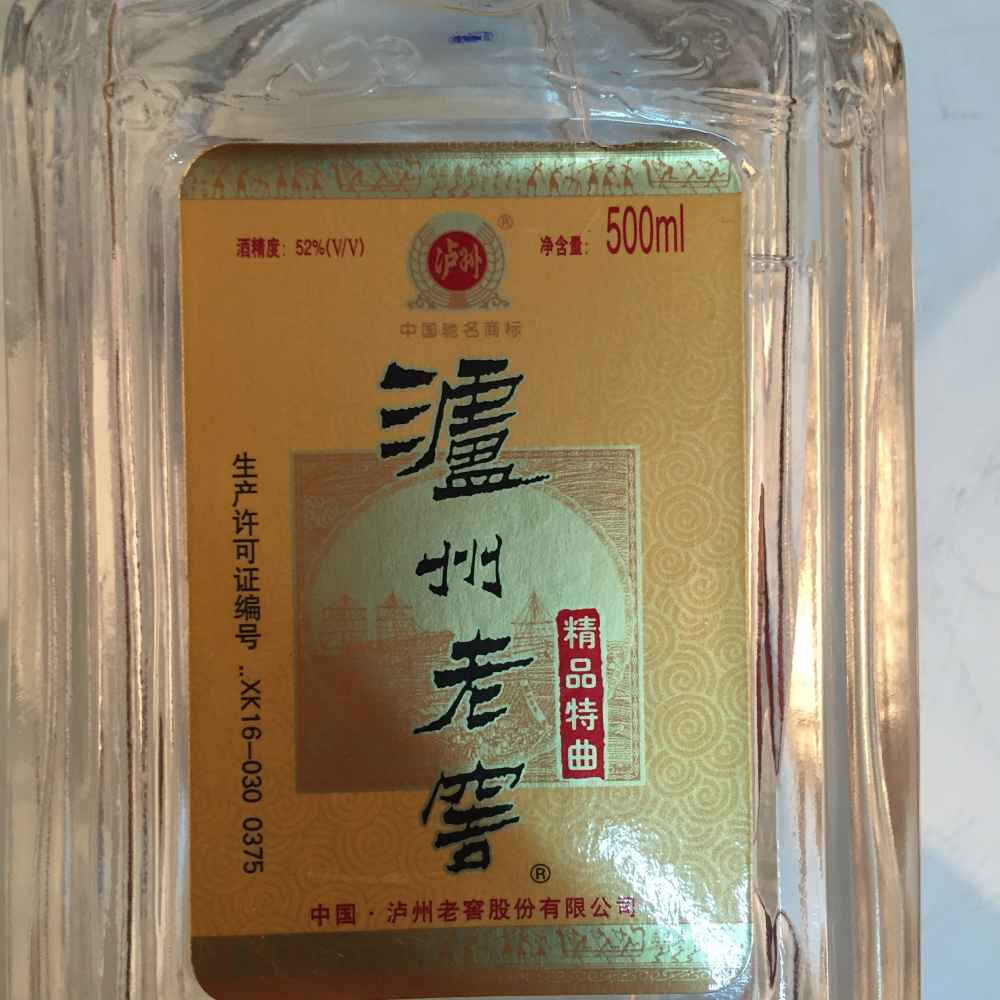 酒精度：52%(V/V)
泸州
®
净含量：500ml
中国驰名商标
瀘州老窖
®
精品特曲
生产许可证编号...XK16—030 0375
中国·泸州老窖股份有限公司